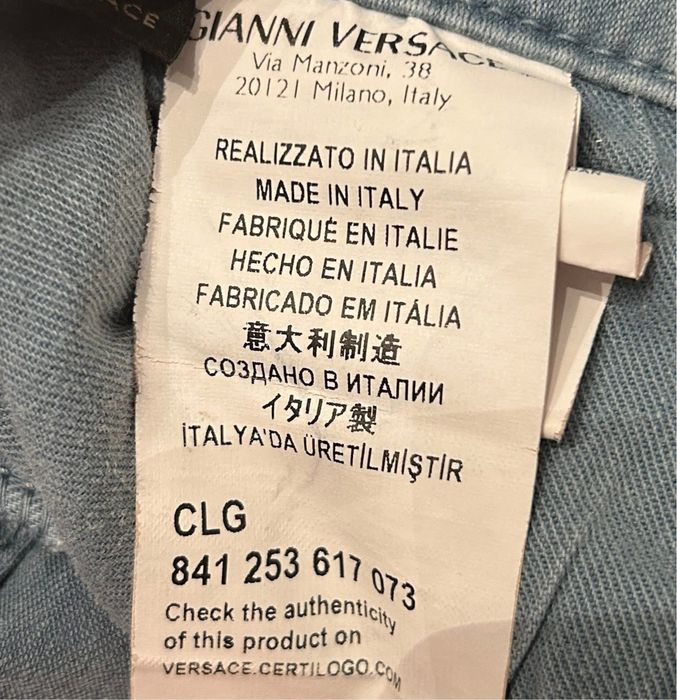 ACE
GIANNI VERSACE
Via Manzoni, 38
20121 Milano, Italy
REALIZZATO IN ITALIA
MADE IN ITALY
FABRIQUÉ EN ITALIE
HECHO EN ITALIA
FABRICADO EM ITÁLIA
意大利制造
СОЗДАНО В ИТАЛИИ
イタリア製
İTALYA'DA ÜRETİLMİŞTİR
CLG
841 253 617 073
Check the authenticity
of this product on
VERSACE.CERTILOGO.COM